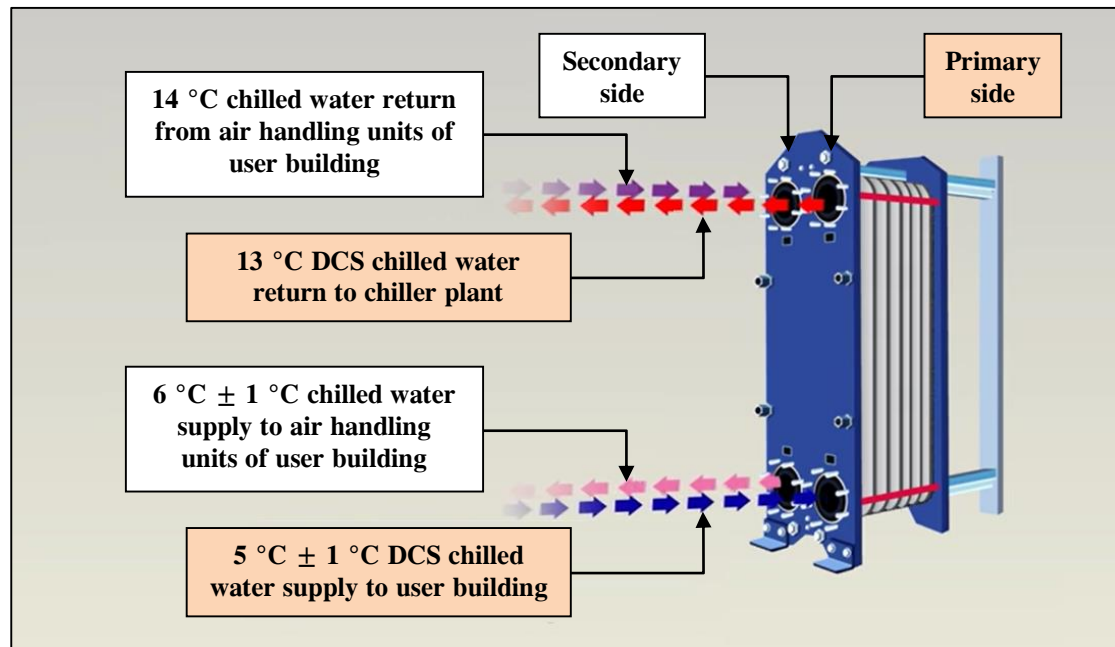 Secondary
side
Primary
side
14 °C chilled water return
from air handling units of
user building
13 °C DCS chilled water
return to chiller plant
6 °C ± 1 °C chilled water
supply to air handling
units of user building
5 °C ± 1 °C DCS chilled
water supply to user building